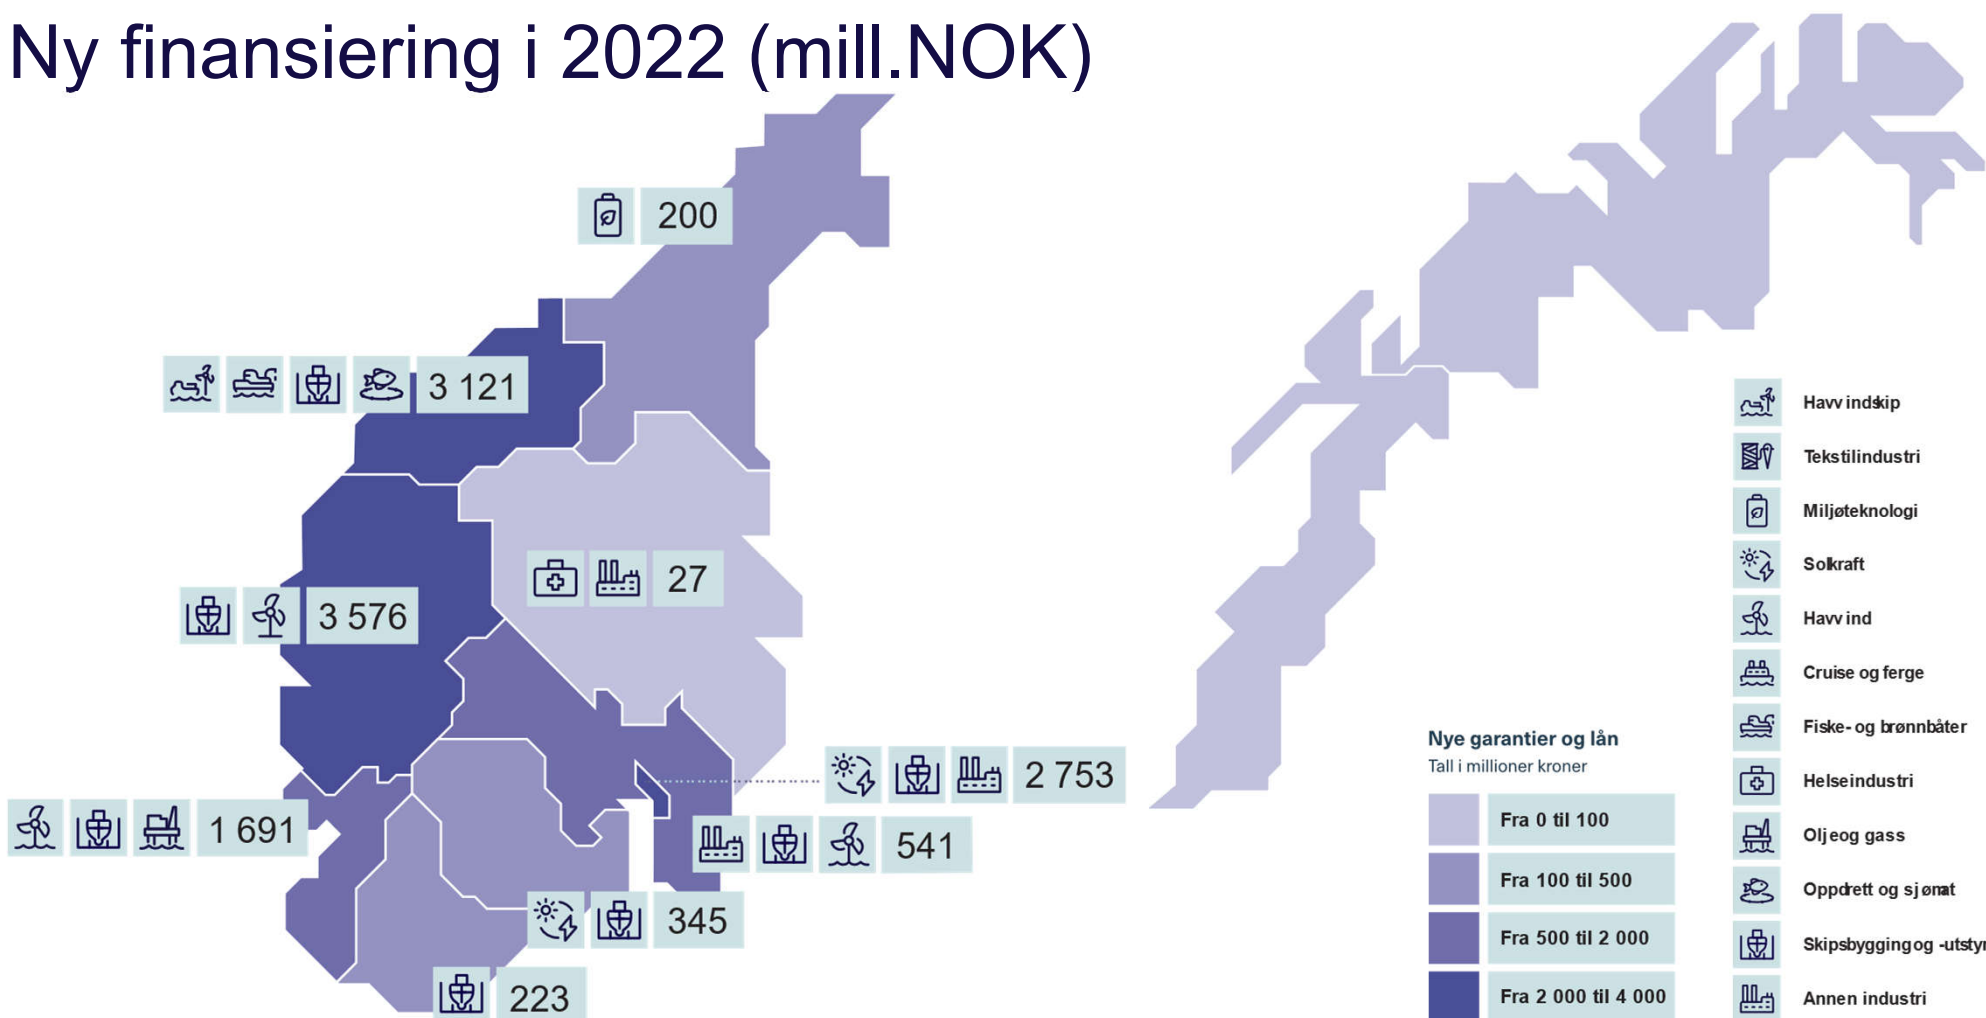 Ny finansiering i 2022 (mill.NOK)
200
3 121
27
3 576
2 753
1 691
541
345
223
Nye garantier og lån
Tall i millioner kroner
Fra 0 til 100
Fra 100 til 500
Fra 500 til 2 000
Fra 2 000 til 4 000
Havvindskip
Tekstilindustri
Miljøteknologi
Solkraft
Havvind
Cruise og ferge
Fiske- og brønnbåter
Helseindustri
Olje og gass
Oppdrett og sjømat
Skipsbygging og -utstyr
Annen industri